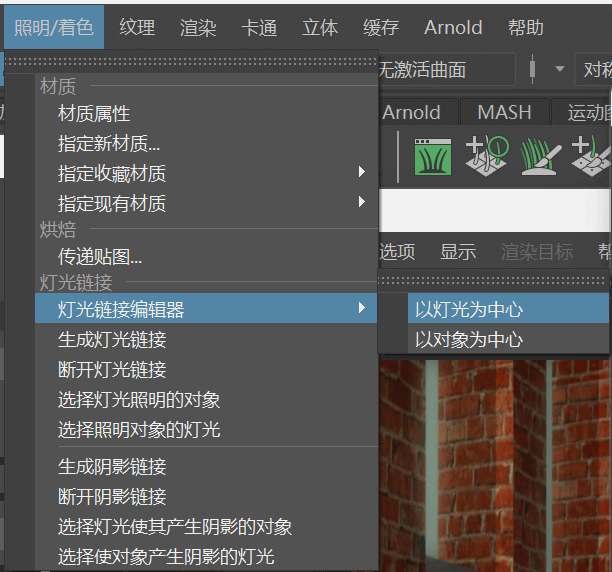 照明/着色 纹理 渲染 卡通 立体 缓存 Arnold 帮助
无激活曲面 对称
Arnold MASH 运动图
材质
材质属性
指定新材质...
指定收藏材质
指定现有材质
烘焙
传递贴图...
选项 显示 渲染目标 帮
灯光链接
灯光链接编辑器
以灯光为中心
以对象为中心
生成灯光链接
断开灯光链接
选择灯光照明的对象
选择照明对象的灯光
生成阴影链接
断开阴影链接
选择灯光使其产生阴影的对象
选择使对象产生阴影的灯光